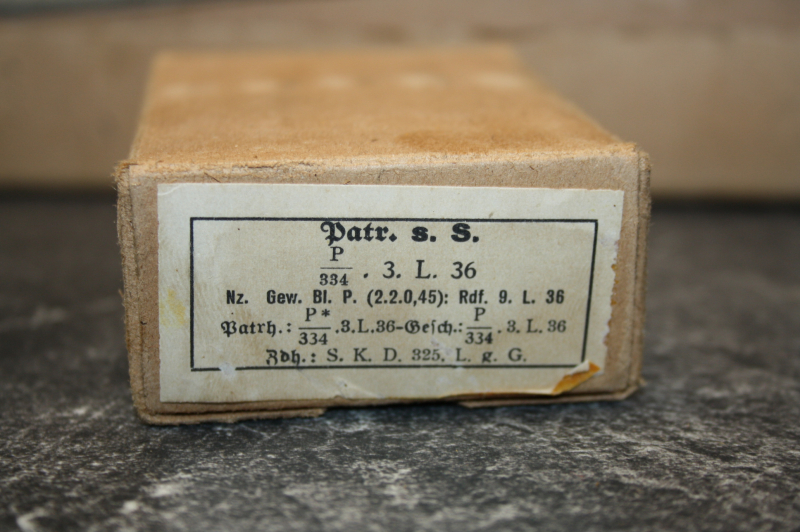 Patr. s. S.
P/334 . 3. L. 36
Nz. Gew. Bl. P. (2.2.0,45): Rdf. 9. L. 36
Patrh.: P*/334 .3.L.36-Gesch.: P/334 . 3. L. 36
Zdh.: S. K. D. 325. L. g. G.